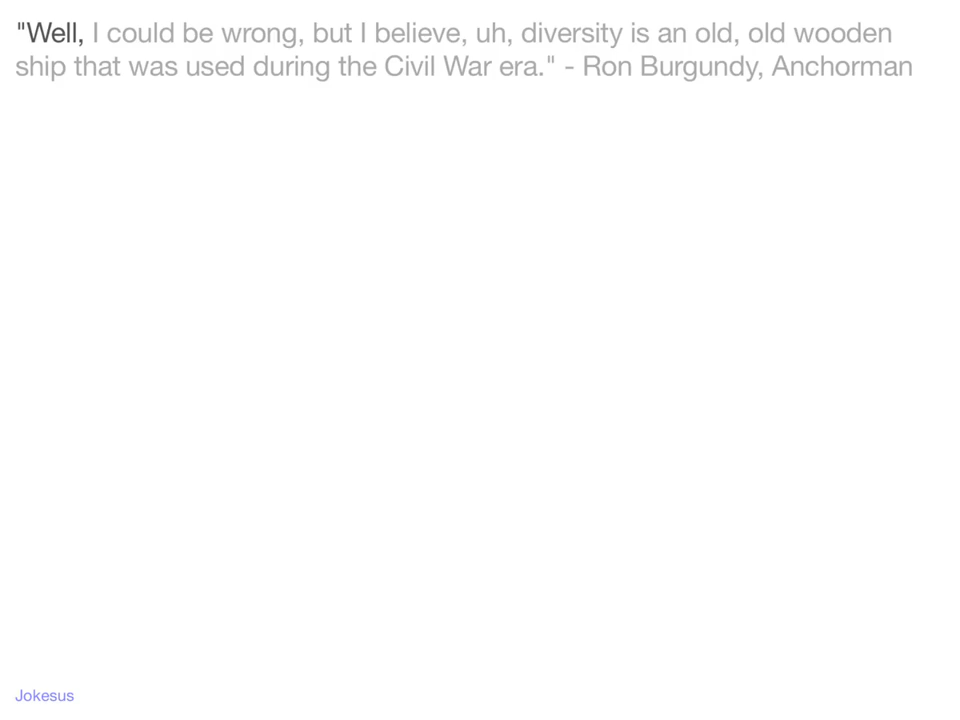 "Well, I could be wrong, but I believe, uh, diversity is an old, old wooden
ship that was used during the Civil War era." - Ron Burgundy, Anchorman
Jokesus